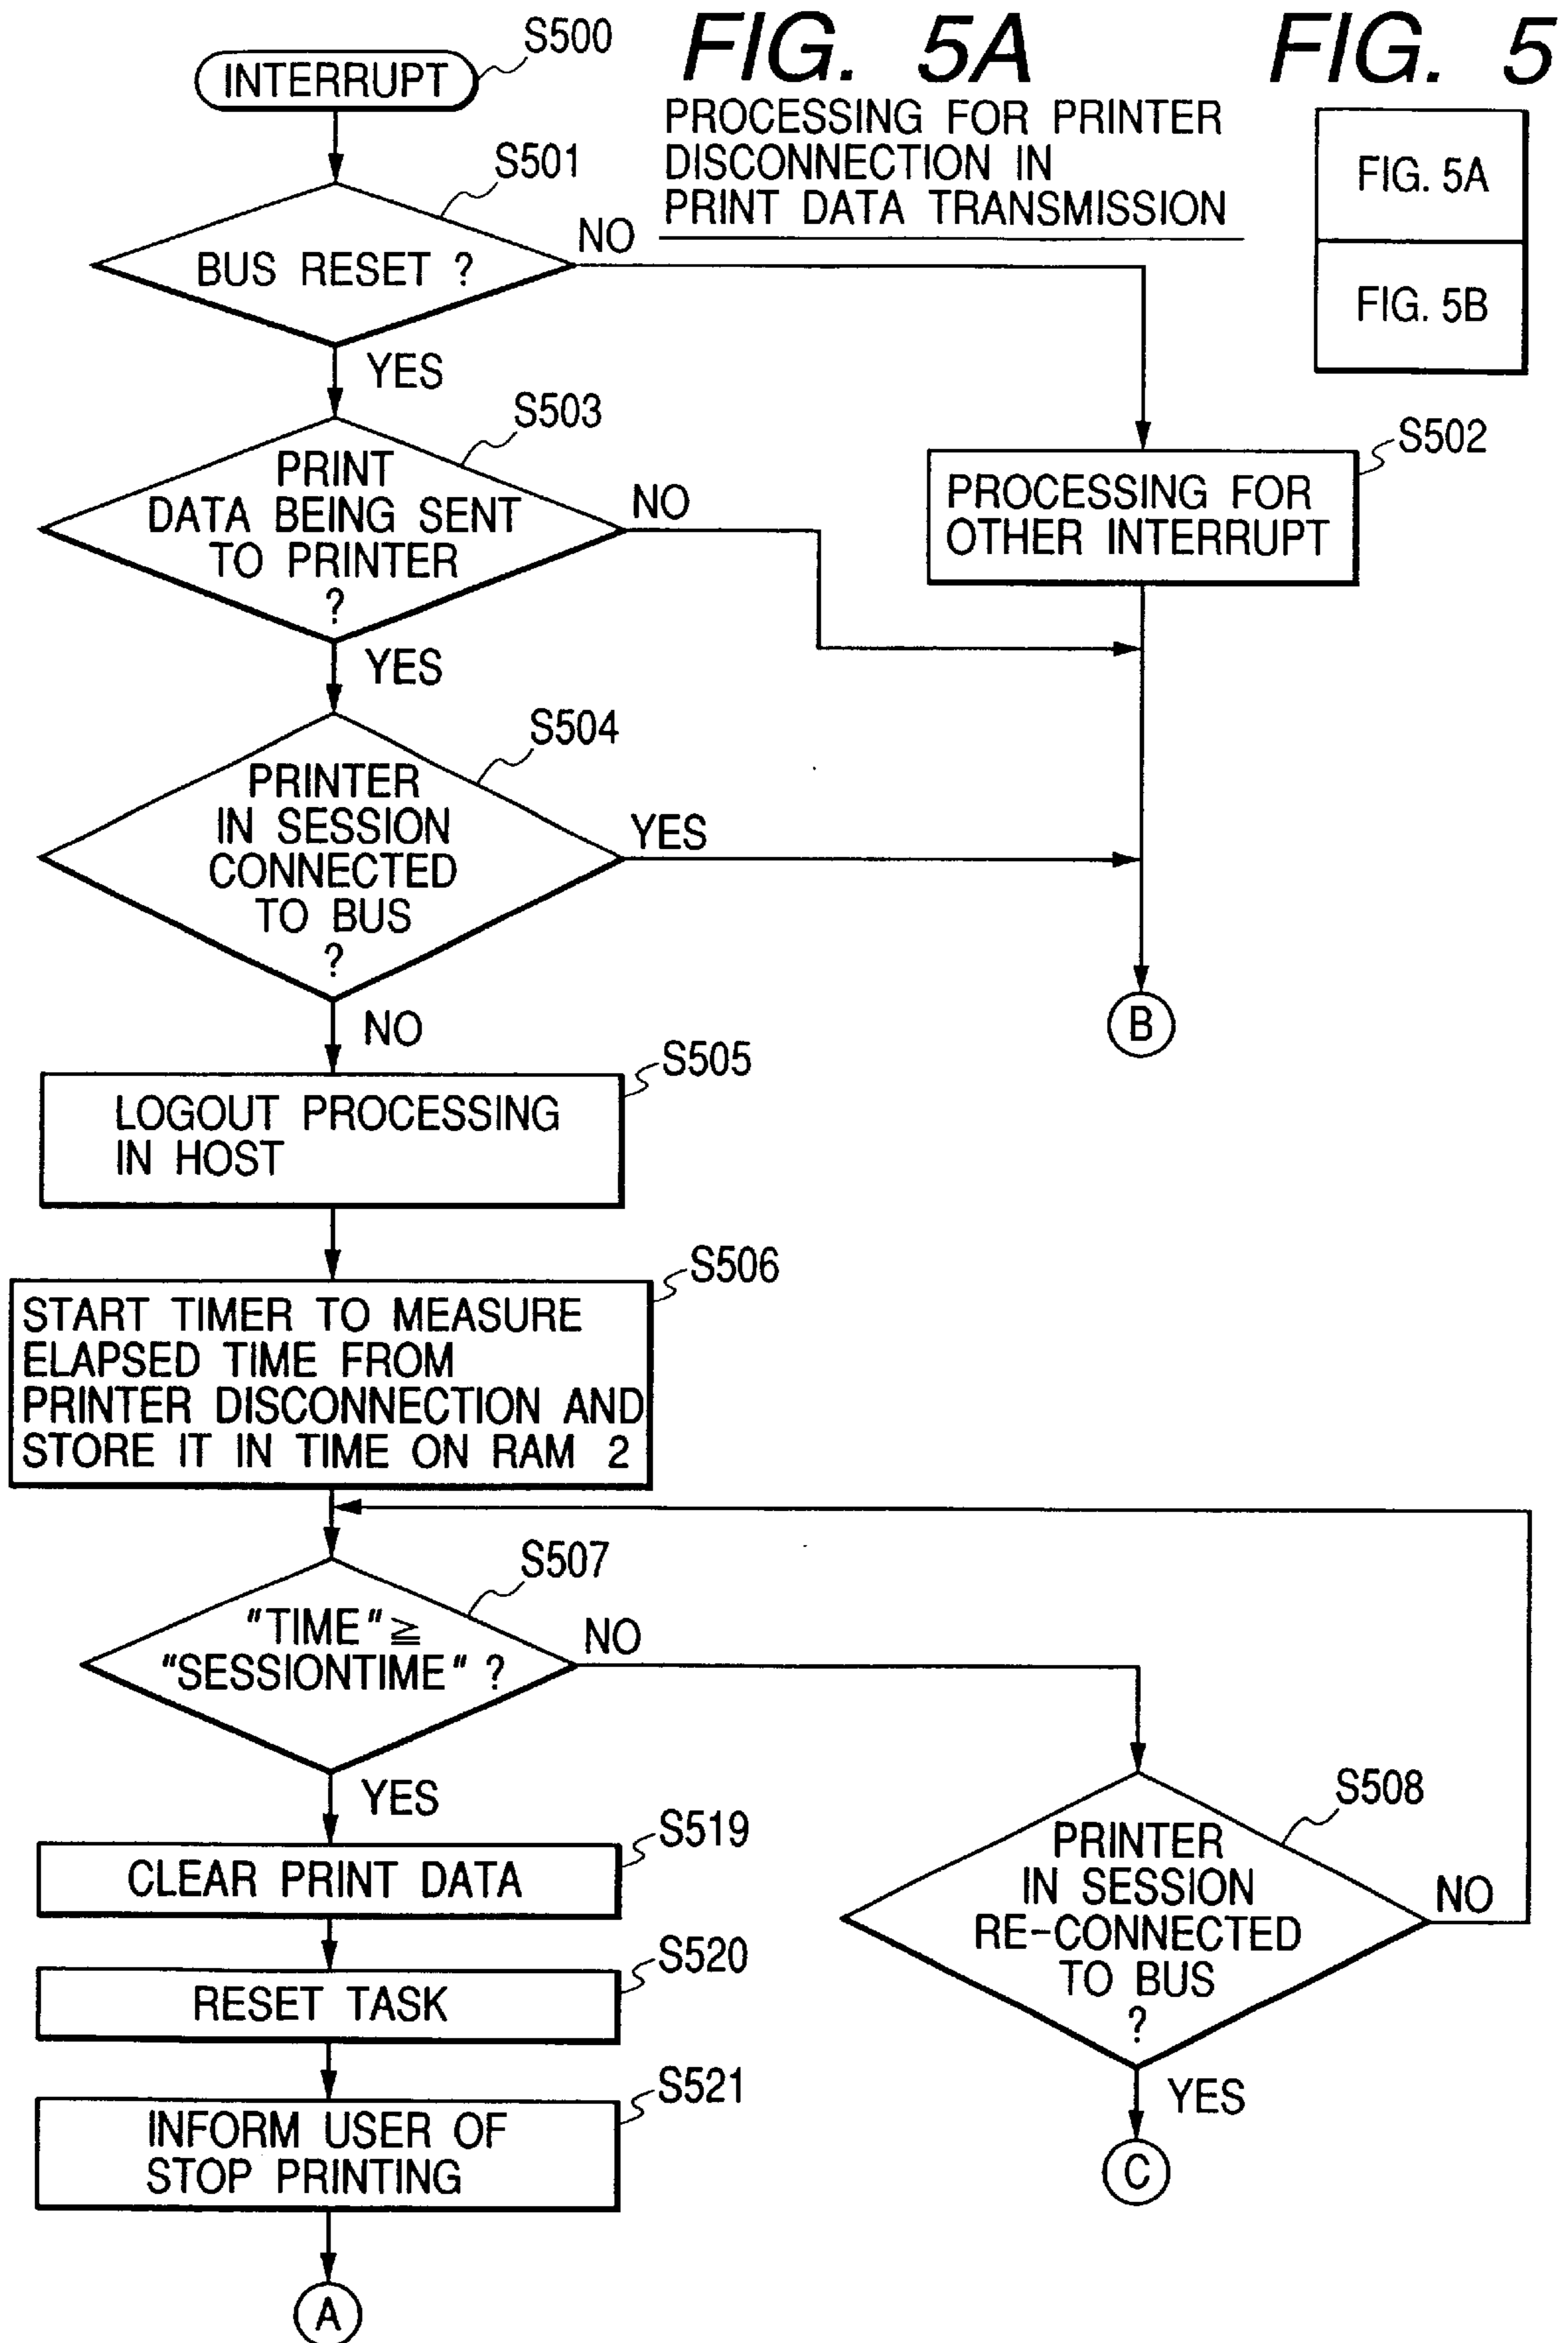 FIG. 5A
FIG. 5
PROCESSING FOR PRINTER
DISCONNECTION IN
PRINT DATA TRANSMISSION
FIG. 5A
FIG. 5B
S500
INTERRUPT
S501
BUS RESET ?
NO
YES
S502
PROCESSING FOR
OTHER INTERRUPT
S503
PRINT
DATA BEING SENT
TO PRINTER
?
NO
YES
S504
PRINTER
IN SESSION
CONNECTED
TO BUS
?
YES
B
NO
S505
LOGOUT PROCESSING
IN HOST
S506
START TIMER TO MEASURE
ELAPSED TIME FROM
PRINTER DISCONNECTION AND
STORE IT IN TIME ON RAM 2
S507
"TIME" ≧
"SESSIONTIME" ?
NO
YES
S508
PRINTER
IN SESSION
RE-CONNECTED
TO BUS
?
NO
YES
C
S519
CLEAR PRINT DATA
S520
RESET TASK
S521
INFORM USER OF
STOP PRINTING
A